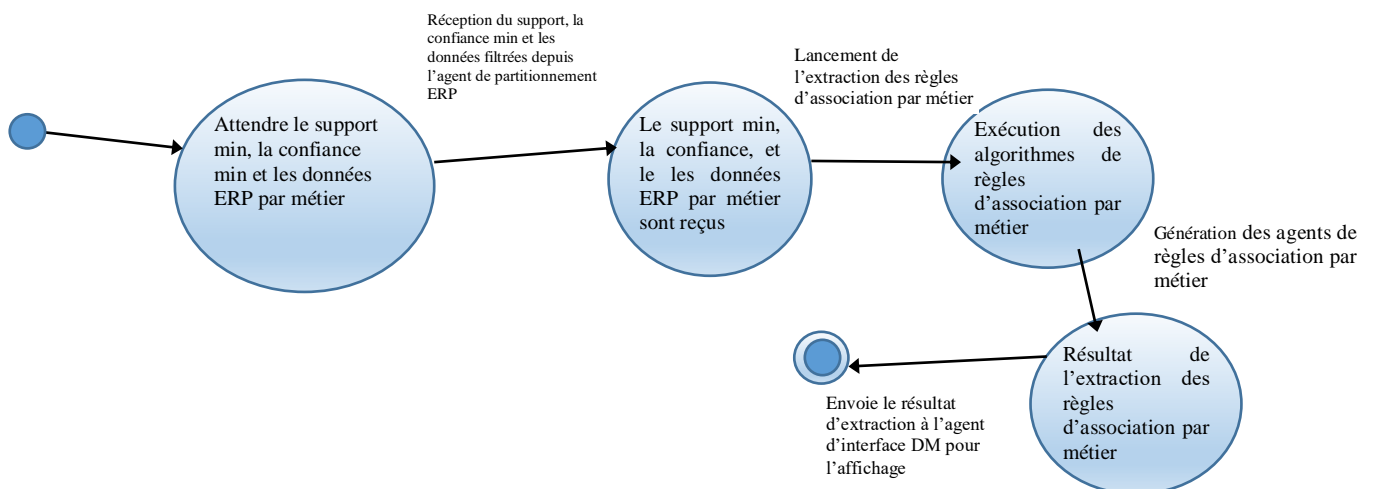 Réception du support, la
confiance min et les
données filtrées depuis
l'agent de partitionnement
ERP
Lancement de
l'extraction des règles
d'association par métier
Attendre le support
min, la confiance
min et les données
ERP par métier
Le support min,
la confiance, et
le les données
ERP par métier
sont reçus
Exécution des
algorithmes de
règles
d'association par
métier
Génération des agents de
règles d'association par
métier
Résultat de
l'extraction des
règles
d'association par
métier
Envoie le résultat
d'extraction à l'agent
d'interface DM pour
l'affichage